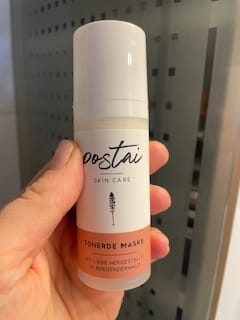 postai
SKIN CARE
TONERDE MASKE
MIT LIEBE HERGESTELLT
IM BREGENZERWALD